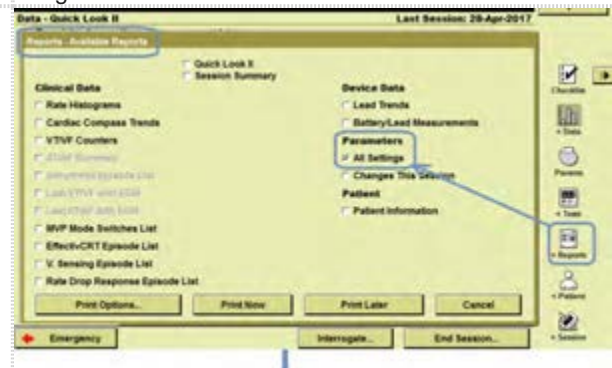 Data - Quick Look II
Last Session: 28-Apr-2017
Reports - Available Reports
Quick Look II
Session Summary
Clinical Data
Rate Histograms
Cardiac Compass Trends
VT/VF Counters
MVP Mode Switches List
EffectivCRT Episode List
V. Sensing Episode List
Rate Drop Response Episode List
Device Data
Lead Trends
Battery/Lead Measurements
Parameters
All Settings
Changes This Session
Patient
Patient Information
Print Options...
Print Now
Print Later
Cancel
Checklist
< Data
Params
< Tests
< Reports
< Patient
< Session
Emergency
Interrogate...
End Session...